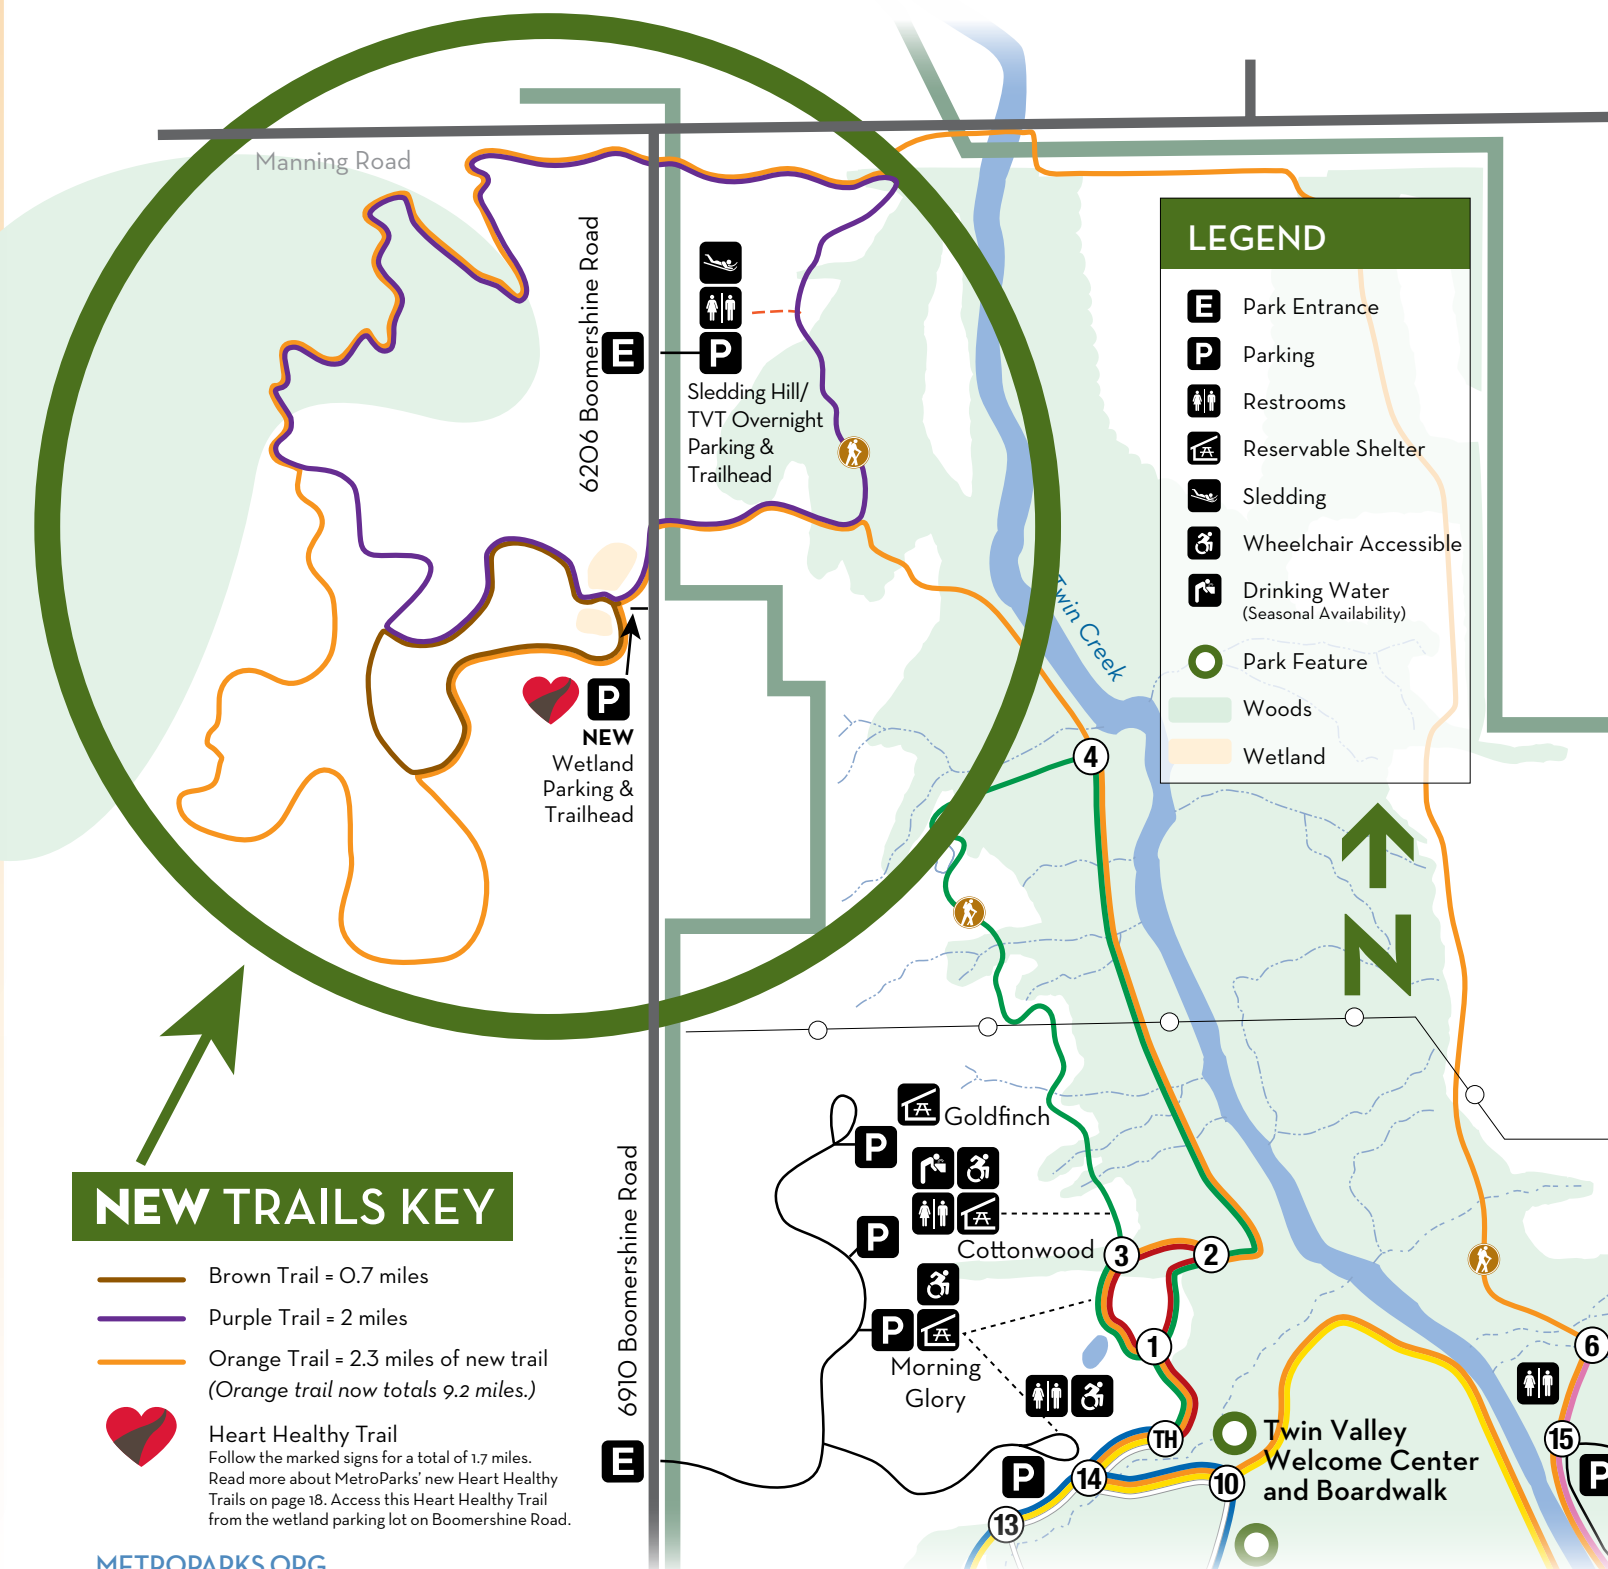 Manning Road
6206 Boomershine Road
E
P
Sledding Hill/
TVT Overnight
Parking &
Trailhead
LEGEND
E Park Entrance
P Parking
Restrooms
Reservable Shelter
Sledding
Wheelchair Accessible
Drinking Water
(Seasonal Availability)
Park Feature
Woods
Wetland
N
Twin Creek
P
NEW
Wetland
Parking &
Trailhead
4
Goldfinch
P
P
Cottonwood
3
2
P
Morning
Glory
1
6
TH
15
P
14
10
P
13
Twin Valley
Welcome Center
and Boardwalk
6910 Boomershine Road
E
NEW TRAILS KEY
Brown Trail = 0.7 miles
Purple Trail = 2 miles
Orange Trail = 2.3 miles of new trail
(Orange trail now totals 9.2 miles.)
Heart Healthy Trail
Follow the marked signs for a total of 1.7 miles.
Read more about MetroParks' new Heart Healthy
Trails on page 18. Access this Heart Healthy Trail
from the wetland parking lot on Boomershine Road.
METROPARKS.ORG